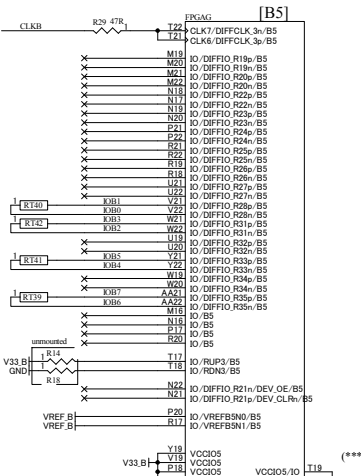 [B5]
FPGAG
CLKB R29 47R 1 T22 CLK7/DIFFCLK_3n/B5
T21 CLK6/DIFFCLK_3p/B5
M19 IO/DIFFIO_R19p/B5
M20 IO/DIFFIO_R19n/B5
M21 IO/DIFFIO_R20p/B5
M22 IO/DIFFIO_R20n/B5
N18 IO/DIFFIO_R22p/B5
N17 IO/DIFFIO_R22n/B5
N19 IO/DIFFIO_R23p/B5
N20 IO/DIFFIO_R23n/B5
P21 IO/DIFFIO_R24p/B5
P22 IO/DIFFIO_R24n/B5
R21 IO/DIFFIO_R25p/B5
R22 IO/DIFFIO_R25n/B5
R19 IO/DIFFIO_R26p/B5
R18 IO/DIFFIO_R26n/B5
U21 IO/DIFFIO_R27p/B5
U22 IO/DIFFIO_R27n/B5
1 RT40 IOB1 V21 IO/DIFFIO_R28p/B5
IOB0 V22 IO/DIFFIO_R28n/B5
1 RT42 IOB3 W21 IO/DIFFIO_R31p/B5
IOB2 W22 IO/DIFFIO_R31n/B5
U19 IO/DIFFIO_R32p/B5
U20 IO/DIFFIO_R32n/B5
1 RT41 IOB5 Y21 IO/DIFFIO_R33p/B5
IOB4 Y22 IO/DIFFIO_R33n/B5
W19 IO/DIFFIO_R34p/B5
W20 IO/DIFFIO_R34n/B5
1 RT39 IOB7 AA21 IO/DIFFIO_R35p/B5
IOB6 AA22 IO/DIFFIO_R35n/B5
M16 IO/B5
N16 IO/B5
P17 IO/B5
R20 IO/B5
unmounted
V33_B 1 R14 T17 IO/RUP3/B5
GND 1 R18 T18 IO/RDN3/B5
N22 IO/DIFFIO_R21n/DEV_OE/B5
N21 IO/DIFFIO_R21p/DEV_CLRn/B5
VREF_B P20 IO/VREFB5N0/B5
VREF_B R17 IO/VREFB5N1/B5
Y19 VCCIO5
V33_B V19 VCCIO5 (***
P18 VCCIO5 VCCIO5/IO T19